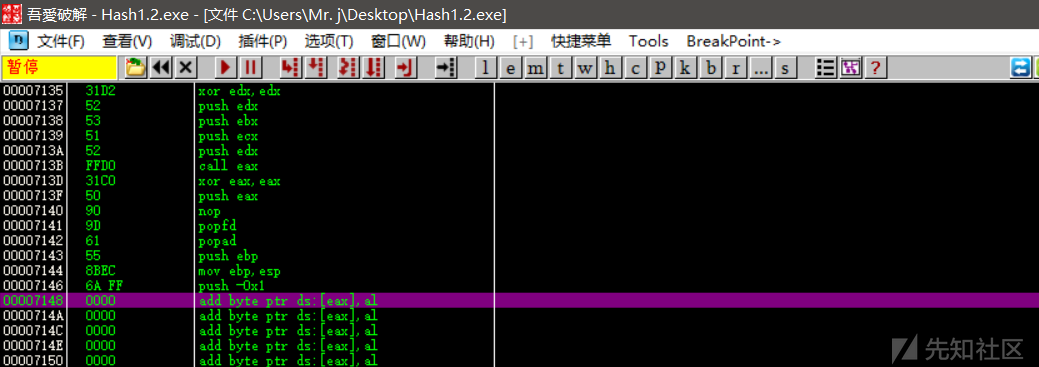 吾愛破解 - Hash1.2.exe - [文件 C:\Users\Mr. j\Desktop\Hash1.2.exe]
文件(F) 查看(V) 调试(D) 插件(P) 选项(T) 窗口(W) 帮助(H) [+] 快捷菜单 Tools BreakPoint->
暂停 l e m t w h c p k b r ... s ?
00007135 31D2 xor edx,edx
00007137 52 push edx
00007138 53 push ebx
00007139 51 push ecx
0000713A 52 push edx
0000713B FFD0 call eax
0000713D 31C0 xor eax,eax
0000713F 50 push eax
00007140 90 nop
00007141 9D popfd
00007142 61 popad
00007143 55 push ebp
00007144 8BEC mov ebp,esp
00007146 6A FF push -0x1
00007148 0000 add byte ptr ds:[eax],al
0000714A 0000 add byte ptr ds:[eax],al
0000714C 0000 add byte ptr ds:[eax],al
0000714E 0000 add byte ptr ds:[eax],al
00007150 0000 add byte ptr ds:[eax],al
先知社区